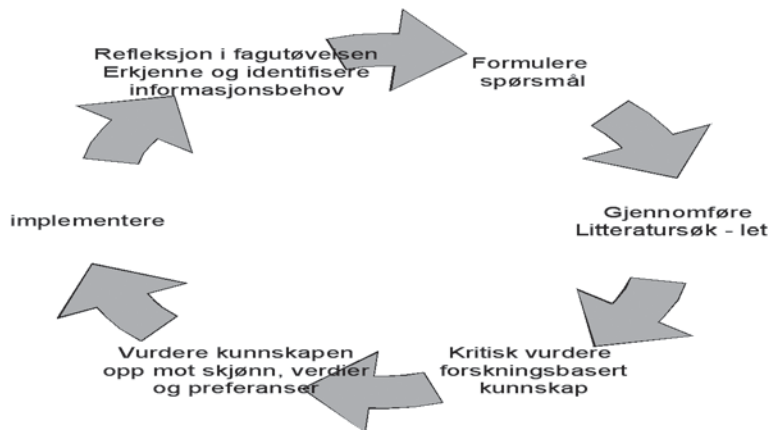 Refleksjon i fagutøvelsen
Erkjenne og identifisere
informasjonsbehov
Formulere
spørsmål
Gjennomføre
Litteratursøk - let
Kritisk vurdere
forskningsbasert
kunnskap
Vurdere kunnskapen
opp mot skjønn, verdier
og preferanser
implementere